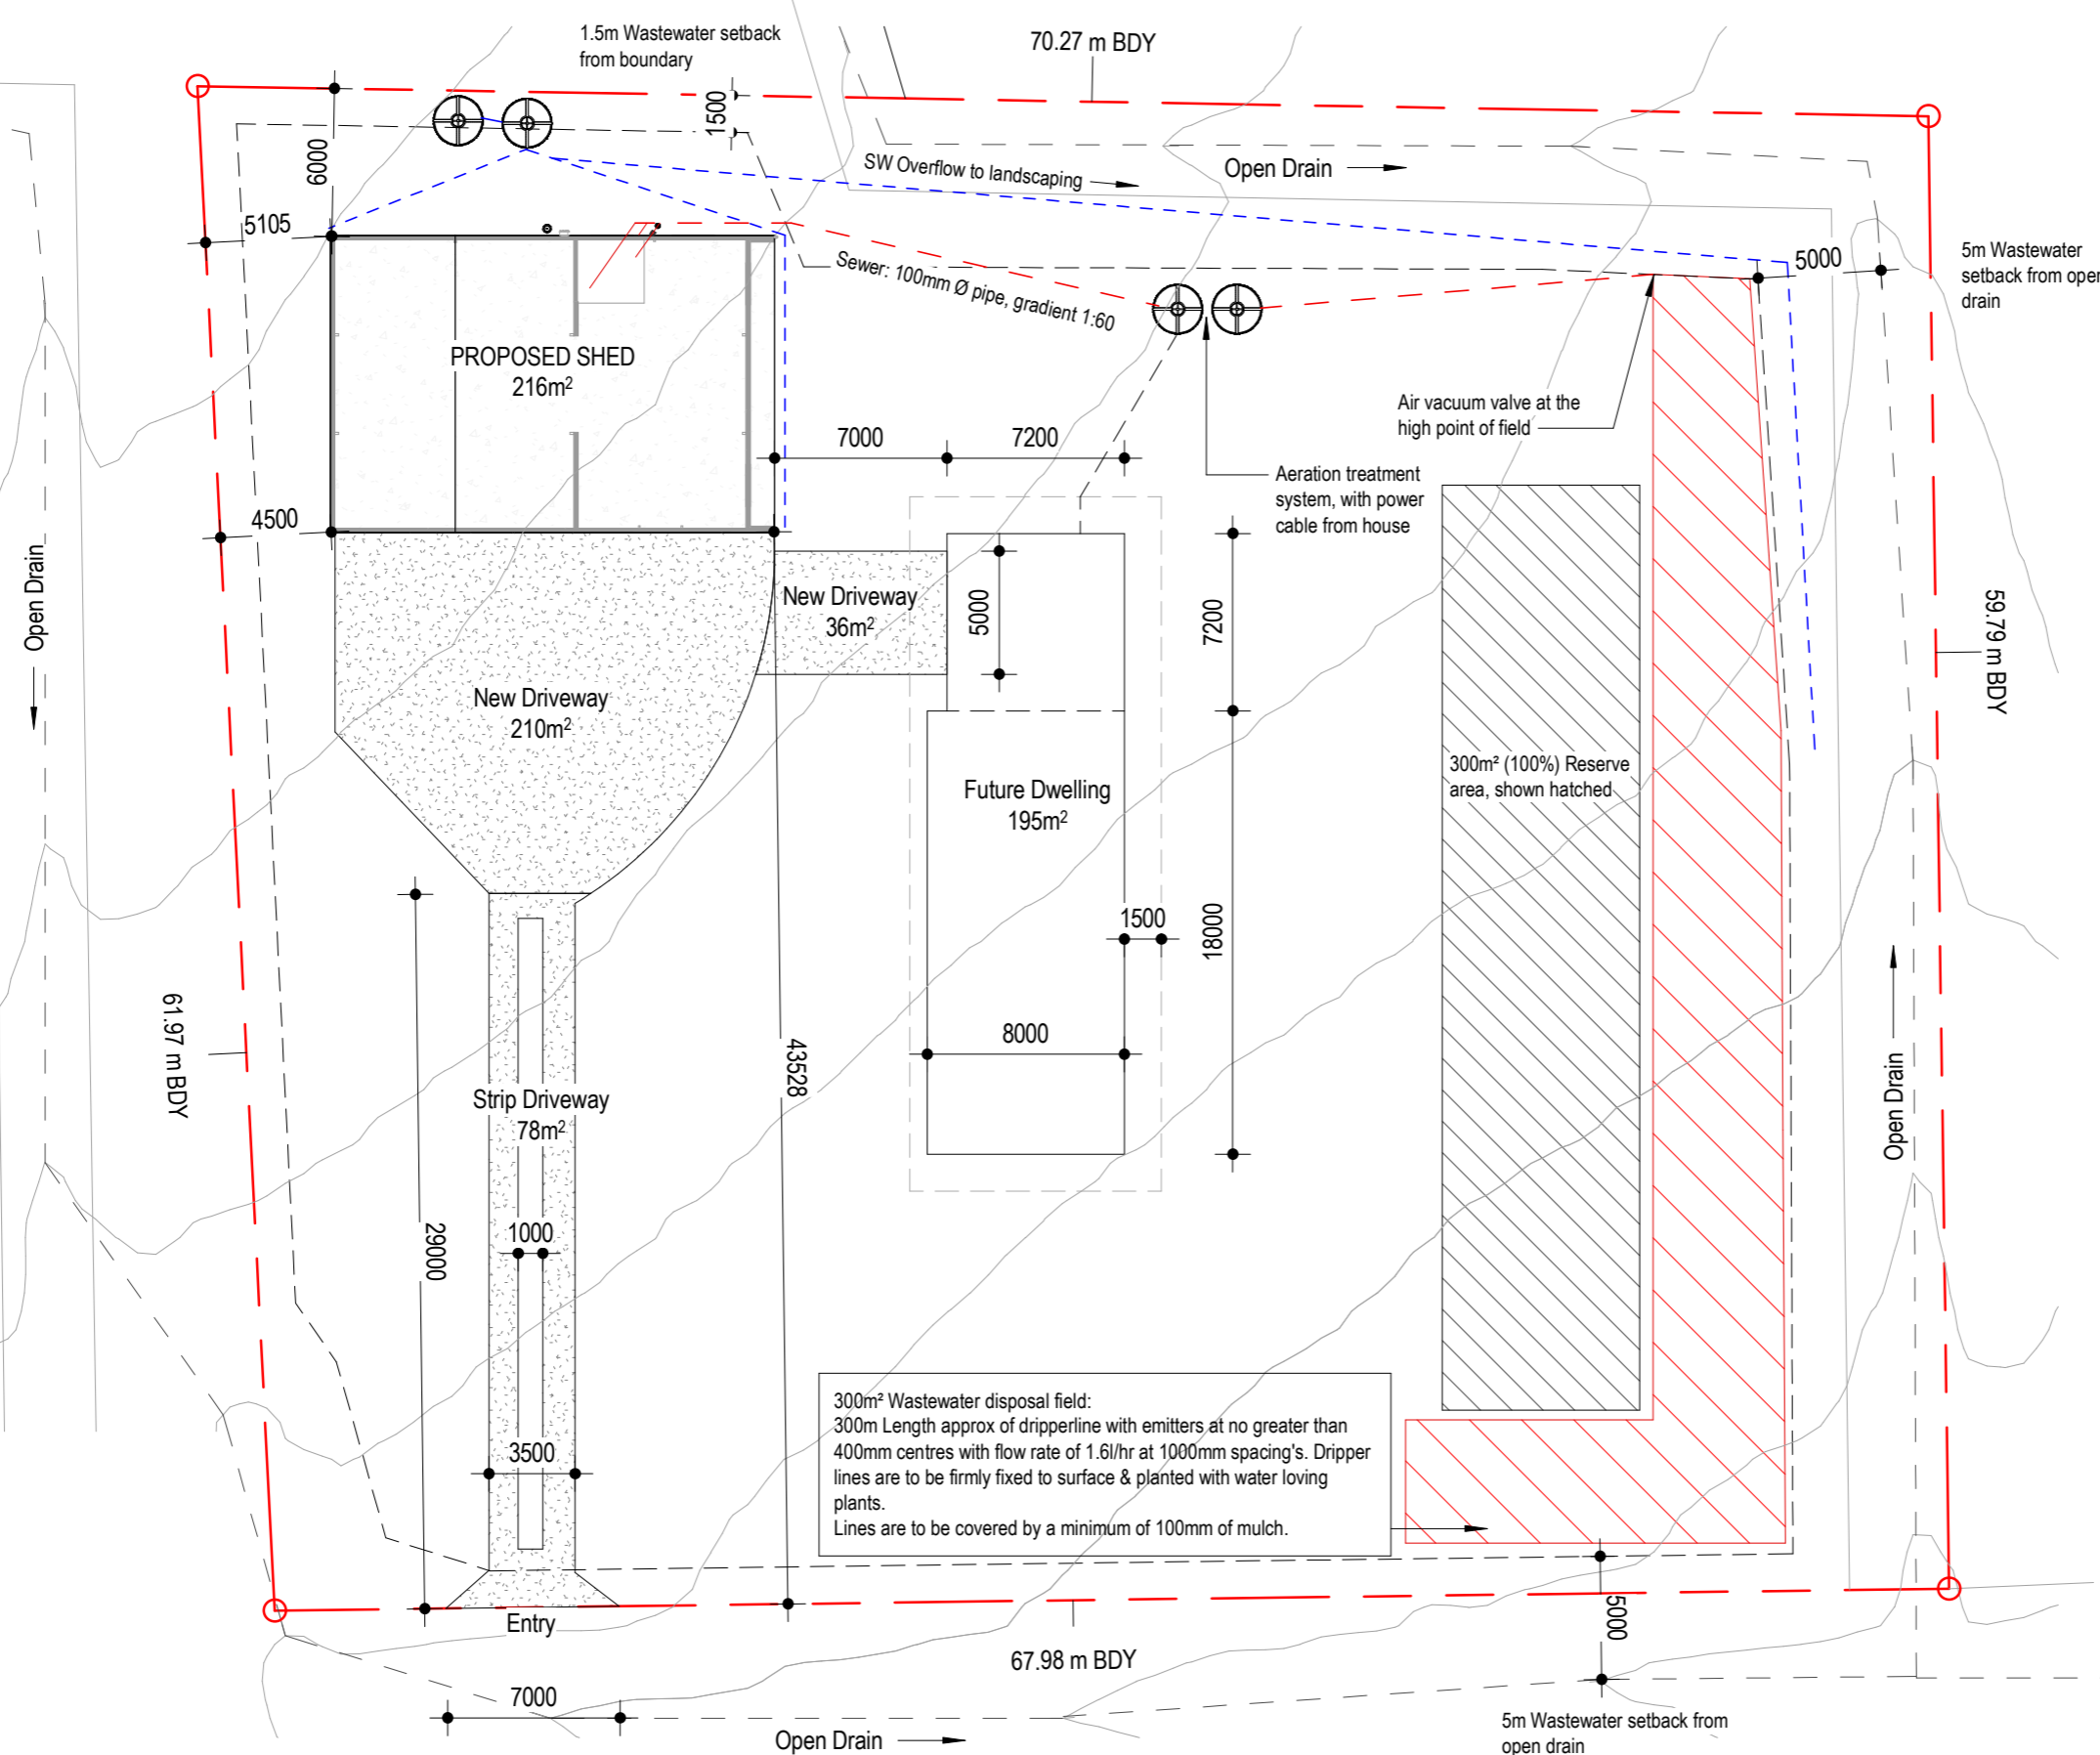 1.5m Wastewater setback
from boundary
70.27 m BDY
1500
6000
SW Overflow to landscaping
Open Drain
5105
5000
5m Wastewater
setback from open
drain
Sewer: 100mm Ø pipe, gradient 1:60
PROPOSED SHED
216m²
Air vacuum valve at the
high point of field
7000
7200
Aeration treatment
system, with power
cable from house
4500
Open Drain
New Driveway
36m²
5000
7200
59.79 m BDY
New Driveway
210m²
300m² (100%) Reserve
area, shown hatched
Future Dwelling
195m²
1500
18000
61.97 m BDY
8000
43528
Strip Driveway
78m²
Open Drain
29000
1000
300m² Wastewater disposal field:
300m Length approx of dripperline with emitters at no greater than
400mm centres with flow rate of 1.6l/hr at 1000mm spacing's. Dripper
lines are to be firmly fixed to surface & planted with water loving
plants.
Lines are to be covered by a minimum of 100mm of mulch.
3500
Entry
5000
67.98 m BDY
7000
Open Drain
5m Wastewater setback from
open drain